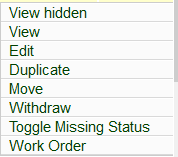 View hidden
View
Edit
Duplicate
Move
Withdraw
Toggle Missing Status
Work Order